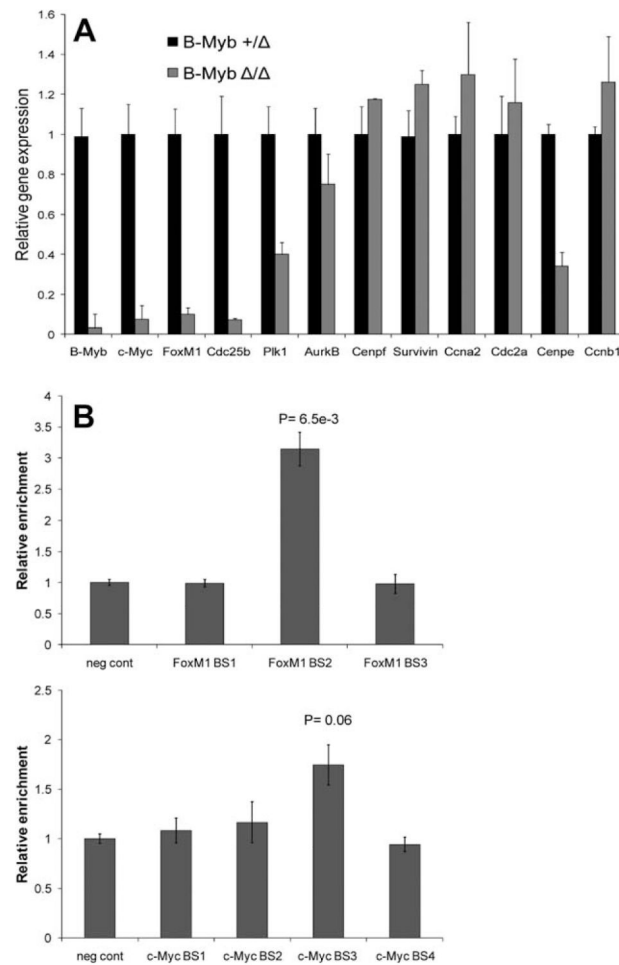 A
B-Myb +/Δ
B-Myb Δ/Δ
Relative gene expression
1.6
1.4
1.2
1
0.8
0.6
0.4
0.2
0
B-Myb c-Myc FoxM1 Cdc25b Plk1 AurkB Cenpf Survivin Ccna2 Cdc2a Cenpe Ccnb1
B
P= 6.5e-3
Relative enrichment
4
3.5
3
2.5
2
1.5
1
0.5
0
neg cont FoxM1 BS1 FoxM1 BS2 FoxM1 BS3
P= 0.06
Relative enrichment
2.5
2
1.5
1
0.5
0
neg cont c-Myc BS1 c-Myc BS2 c-Myc BS3 c-Myc BS4